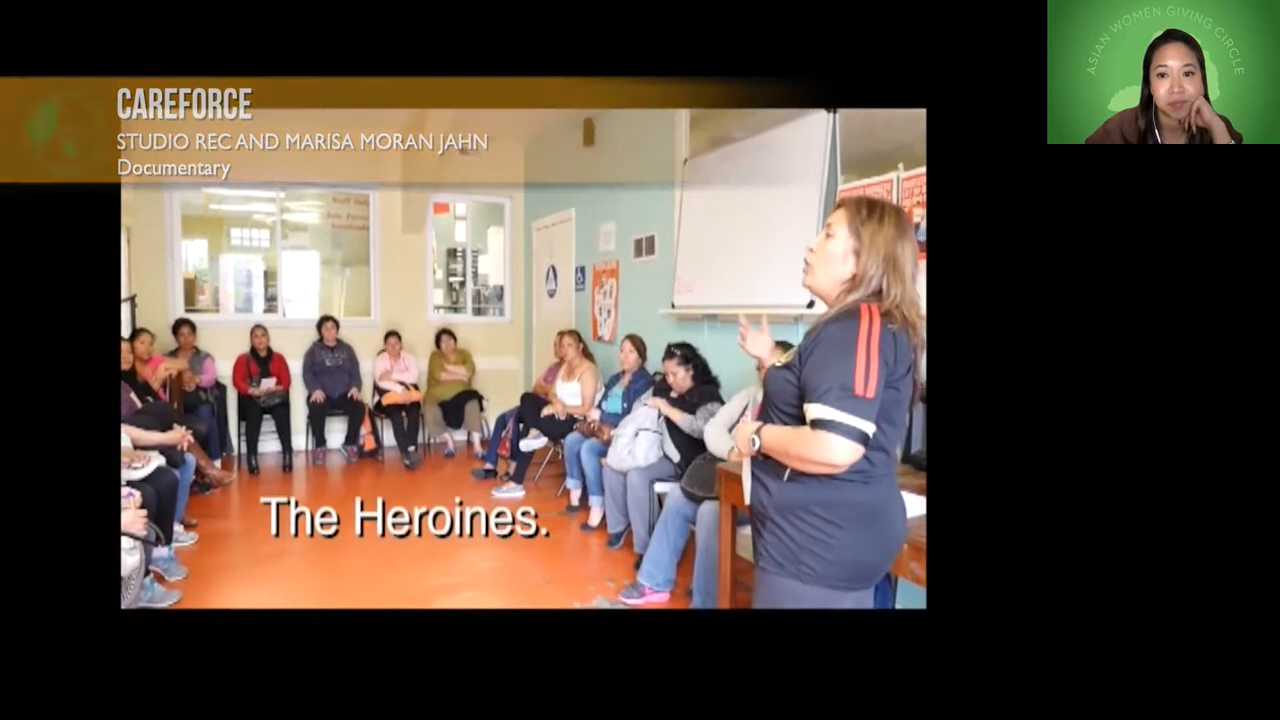 CAREFORCE
STUDIO REC AND MARISA MORAN JAHN
Documentary
The Heroines.
ASIAN WOMEN GIVING CIRCLE